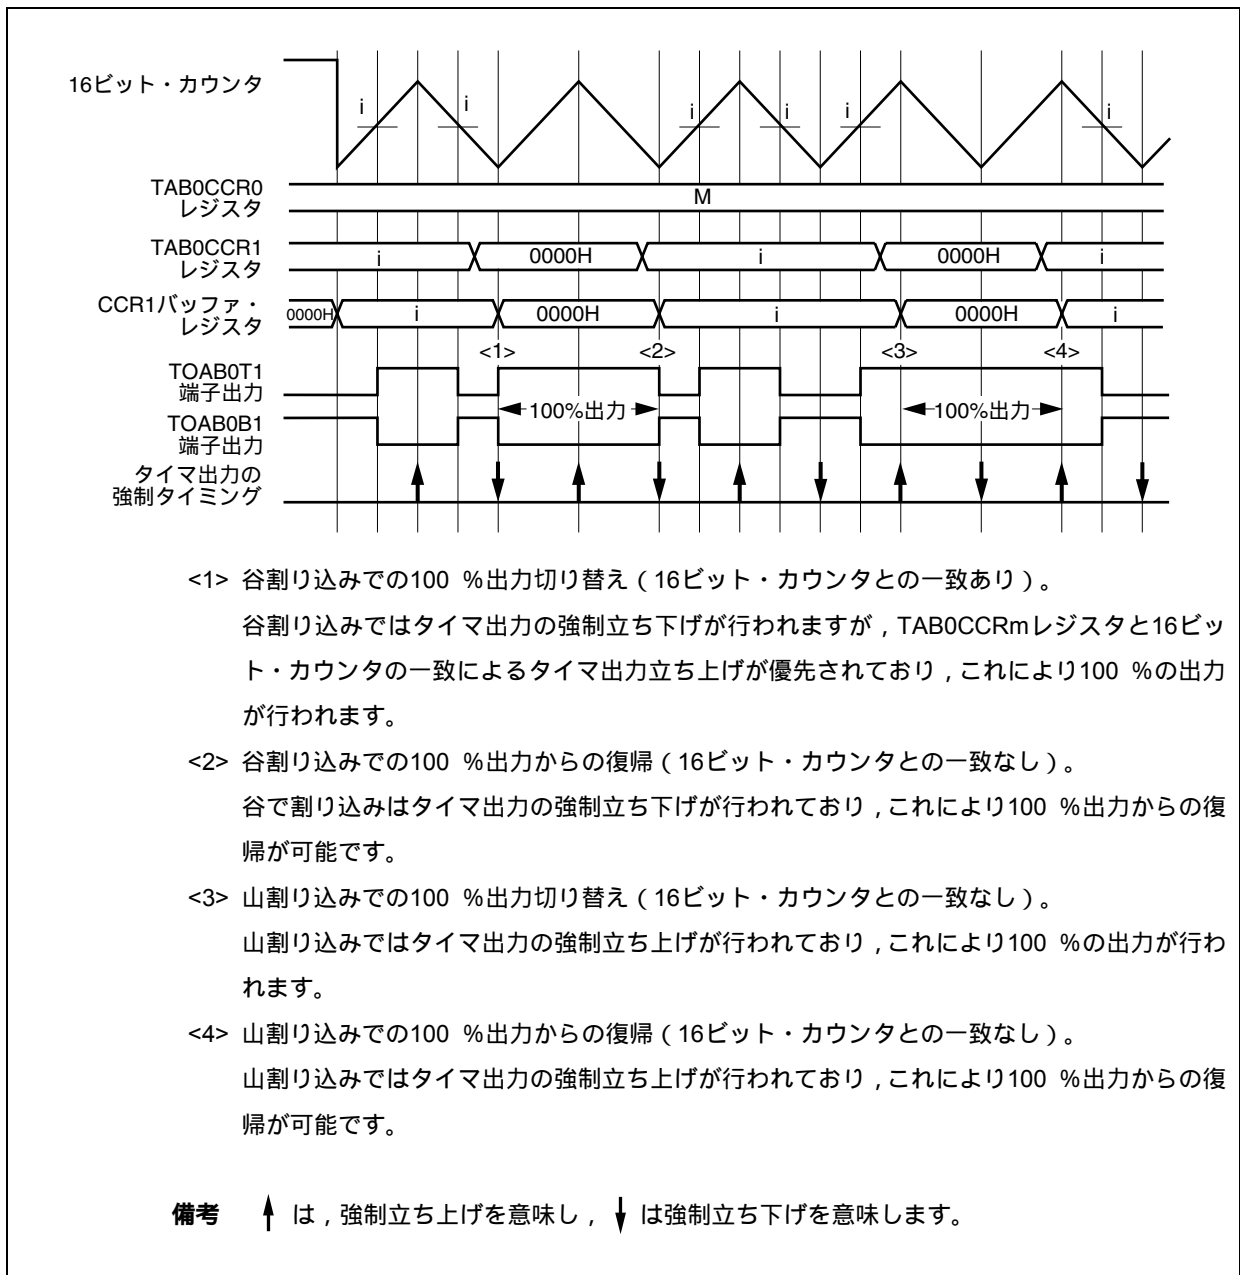 16ビット・カウンタ
i i i i i i
TAB0CCR0
レジスタ
M
TAB0CCR1
レジスタ
i 0000H i 0000H i
CCR1バッファ・
レジスタ
0000H i 0000H i 0000H i
<1> <2> <3> <4>
TOAB0T1
端子出力
100%出力 100%出力
TOAB0B1
端子出力
タイマ出力の
強制タイミング
<1> 谷割り込みでの100 %出力切り替え（16ビット・カウンタとの一致あり）。
谷割り込みではタイマ出力の強制立ち下げが行われますが，TAB0CCRmレジスタと16ビッ
ト・カウンタの一致によるタイマ出力立ち上げが優先されており，これにより100 %の出力
が行われます。
<2> 谷割り込みでの100 %出力からの復帰（16ビット・カウンタとの一致なし）。
谷で割り込みはタイマ出力の強制立ち下げが行われており，これにより100 %出力からの復
帰が可能です。
<3> 山割り込みでの100 %出力切り替え（16ビット・カウンタとの一致なし）。
山割り込みではタイマ出力の強制立ち上げが行われており，これにより100 %の出力が行わ
れます。
<4> 山割り込みでの100 %出力からの復帰（16ビット・カウンタとの一致なし）。
山割り込みではタイマ出力の強制立ち上げが行われており，これにより100 %出力からの復
帰が可能です。
備考 ↑ は，強制立ち上げを意味し，↓ は強制立ち下げを意味します。